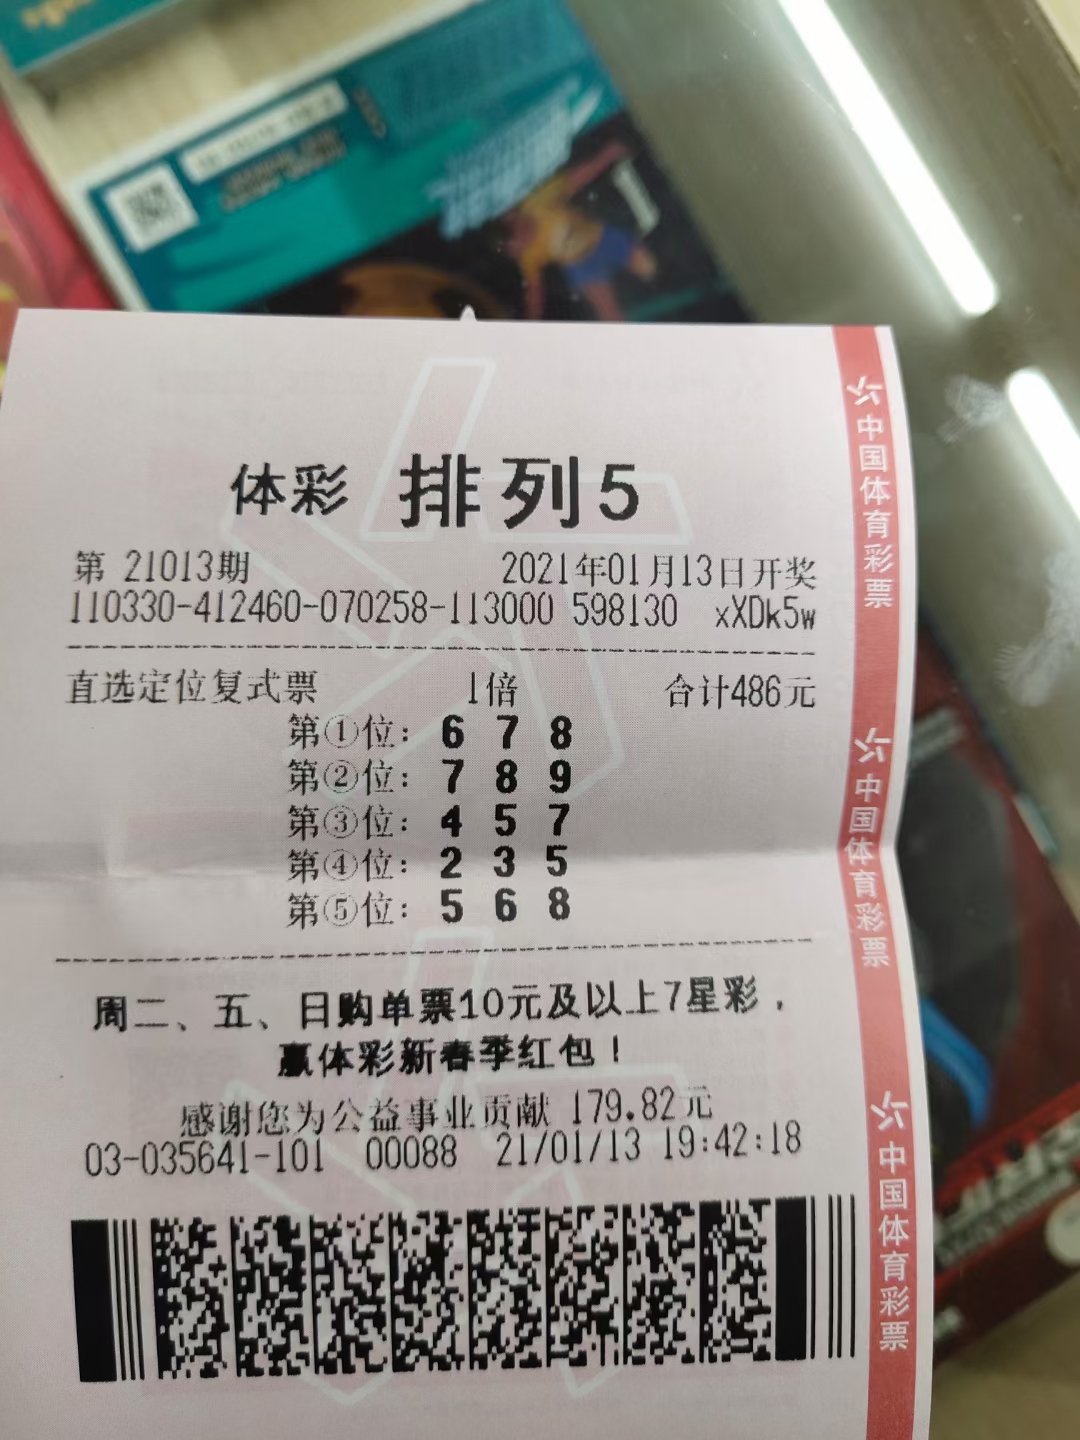 体彩 排列5
第 21013期 2021年01月13日开奖
110330-412460-070258-113000 598130 xXDk5w
直选定位复式票 1倍 合计486元
第①位: 6 7 8
第②位: 7 8 9
第③位: 4 5 7
第④位: 2 3 5
第⑤位: 5 6 8
周二、五、日购单票10元及以上7星彩，
赢体彩新春季红包！
感谢您为公益事业贡献 179.82元
03-035641-101 00088 21/01/13 19:42:18
中国体育彩票
中国体育彩票
中国体育彩票